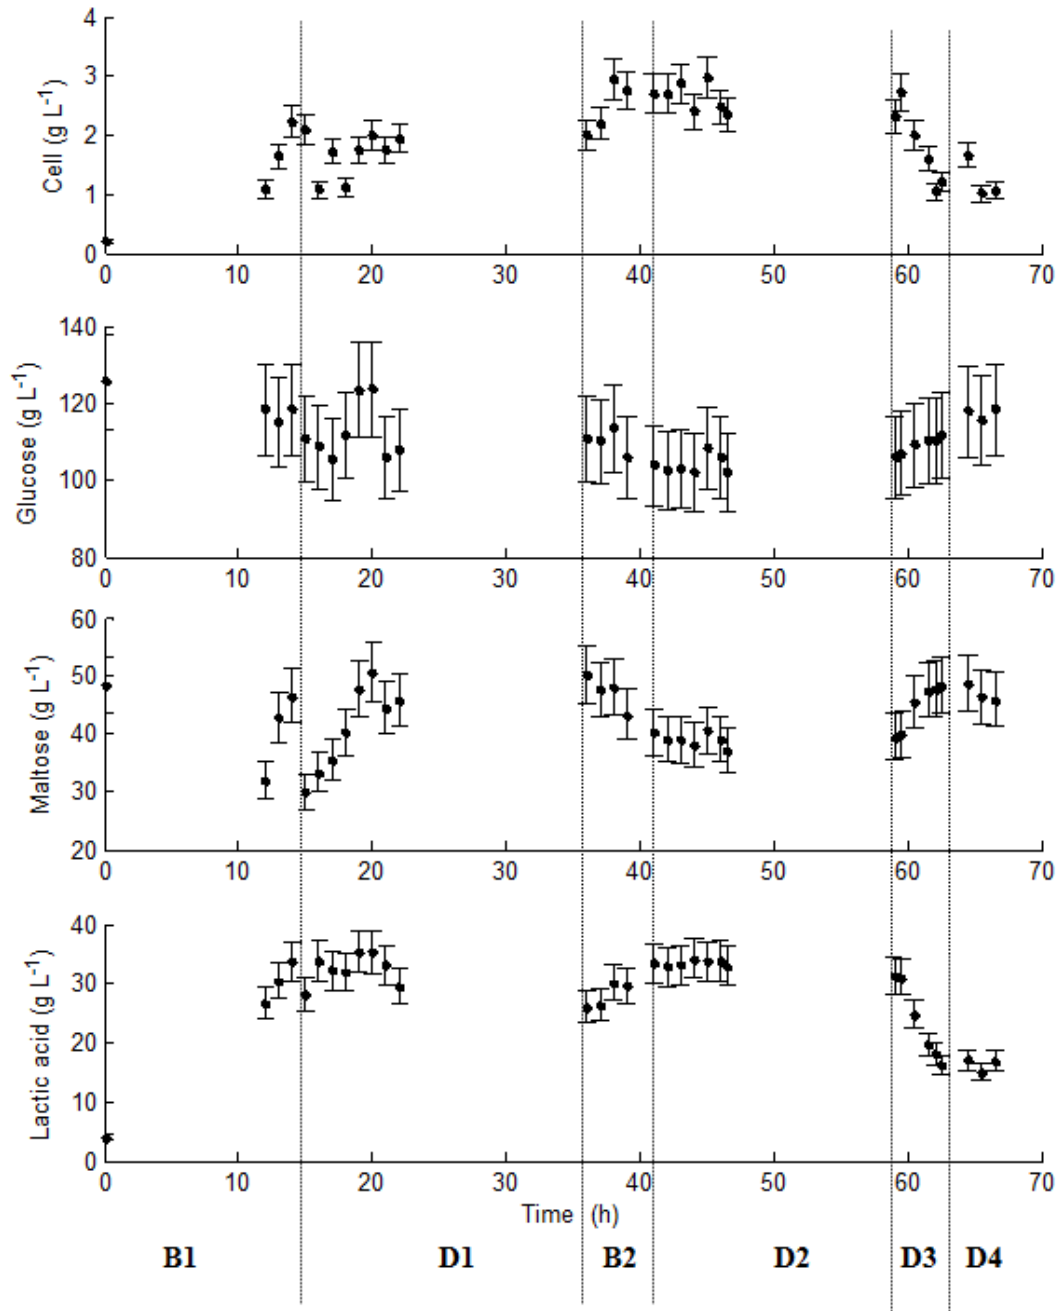 Cell (g L⁻¹)
4
3
2
1
0
0 10 20 30 40 50 60 70
Glucose (g L⁻¹)
140
120
100
80
0 10 20 30 40 50 60 70
Maltose (g L⁻¹)
60
50
40
30
20
0 10 20 30 40 50 60 70
Lactic acid (g L⁻¹)
40
30
20
10
0
0 10 20 30 40 50 60 70
Time (h)
B1 D1 B2 D2 D3 D4